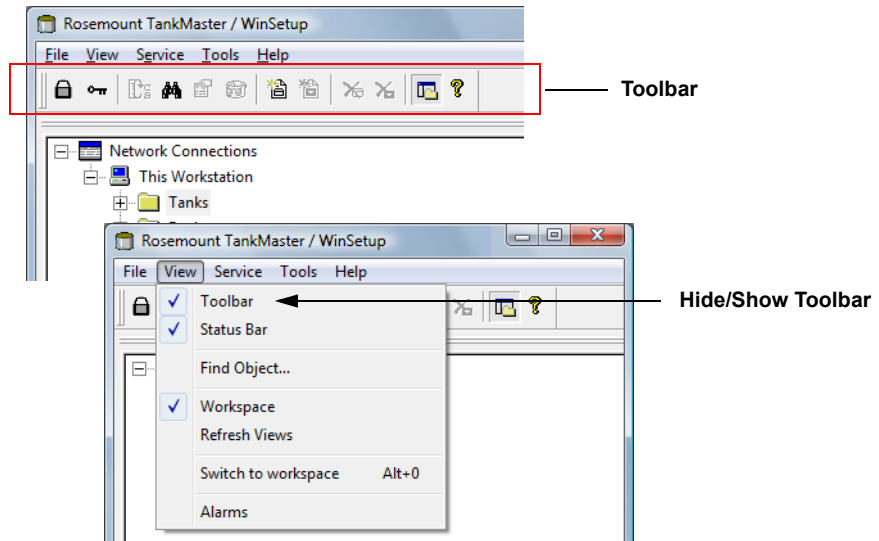 Rosemount TankMaster / WinSetup
File View Service Tools Help
Toolbar
Network Connections
This Workstation
Tanks
Rosemount TankMaster / WinSetup
File View Service Tools Help
Toolbar
Hide/Show Toolbar
Status Bar
Find Object...
Workspace
Refresh Views
Switch to workspace Alt+0
Alarms